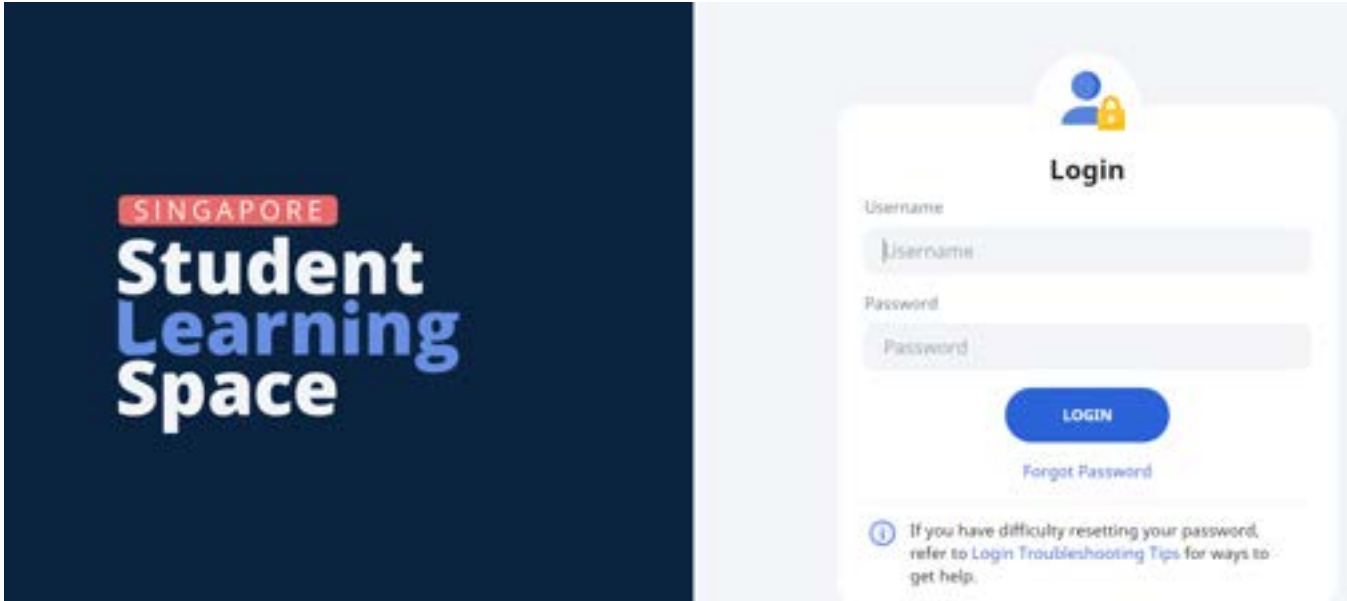 SINGAPORE
Student
Learning
Space
Login
Username
Username
Password
Password
LOGIN
Forgot Password
If you have difficulty resetting your password,
refer to Login Troubleshooting Tips for ways to
get help.